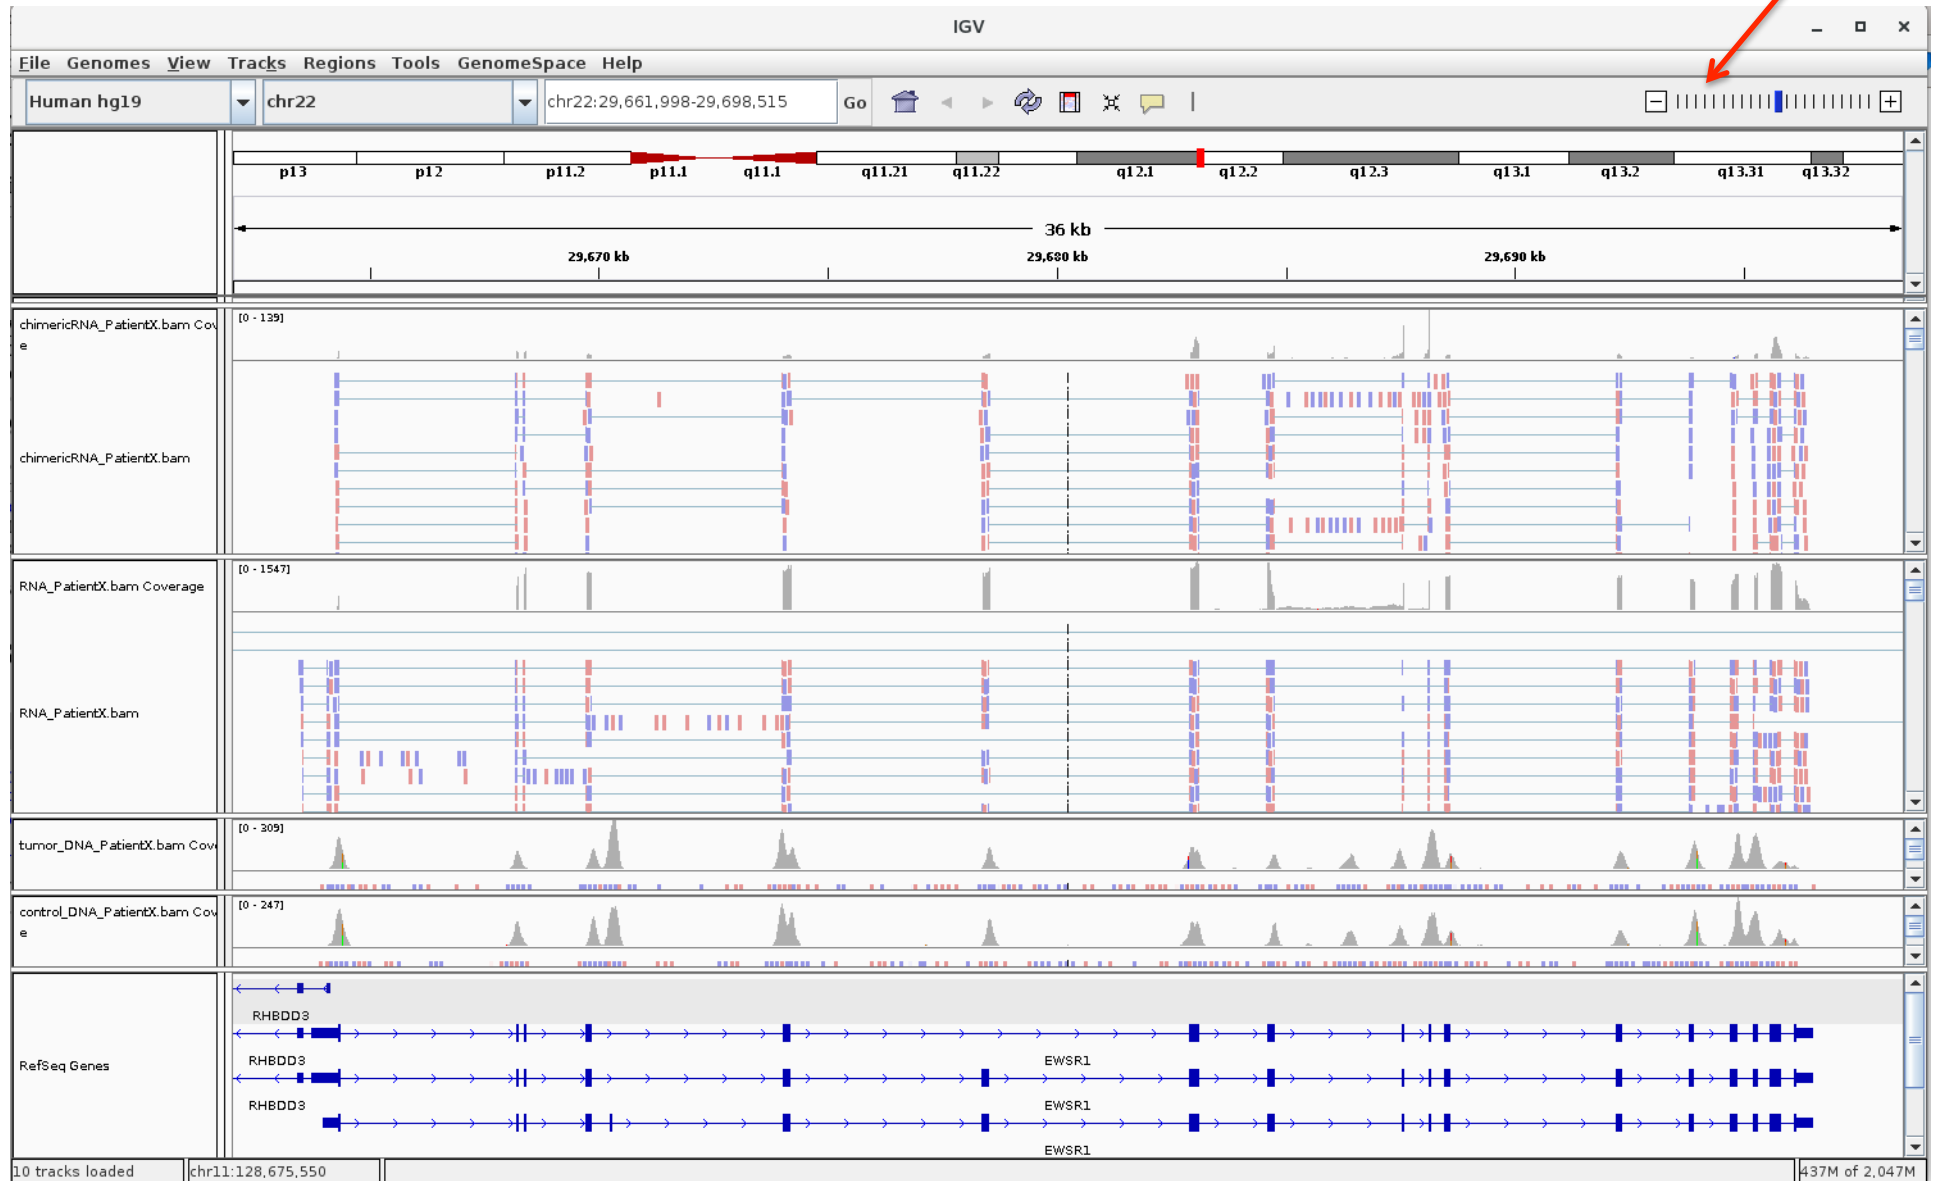 IGV
File Genomes View Tracks Regions Tools GenomeSpace Help
Human hg19 chr22 chr22:29,661,998-29,698,515 Go
p13 p12 p11.2 p11.1 q11.1 q11.21 q11.22 q12.1 q12.2 q12.3 q13.1 q13.2 q13.31 q13.32
36 kb
29,670 kb 29,680 kb 29,690 kb
chimericRNA_PatientX.bam Cov
e
[0 - 139]
chimericRNA_PatientX.bam
RNA_PatientX.bam Coverage
[0 - 1547]
RNA_PatientX.bam
tumor_DNA_PatientX.bam Cove
[0 - 309]
control_DNA_PatientX.bam Cov
e
[0 - 247]
RefSeq Genes
RHBDD3
RHBDD3 EWSR1
RHBDD3 EWSR1
EWSR1
10 tracks loaded chr11:128,675,550 437M of 2,047M